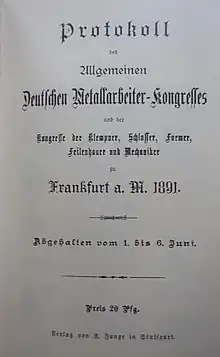 Protokoll
des
Allgemeinen
Deutschen Metallarbeiter-Kongresses
und der
Kongresse der Klempner, Schlosser, Former,
Feilenhauer und Mechaniker
zu
Frankfurt a. M. 1891.
Abgehalten vom 1. bis 6. Juni.
Preis 20 Pfg.
Verlag von A. Junge in Stuttgart.